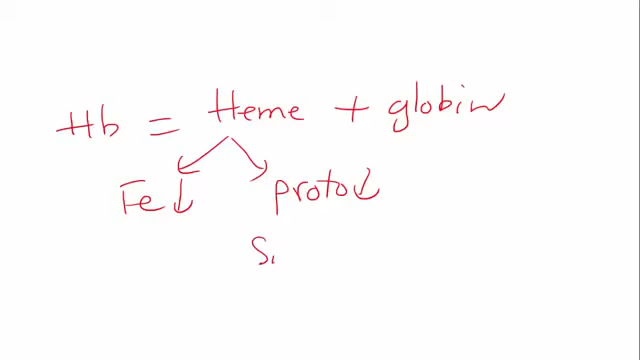 Hb = Heme + globin
Fe↓ proto↓
S